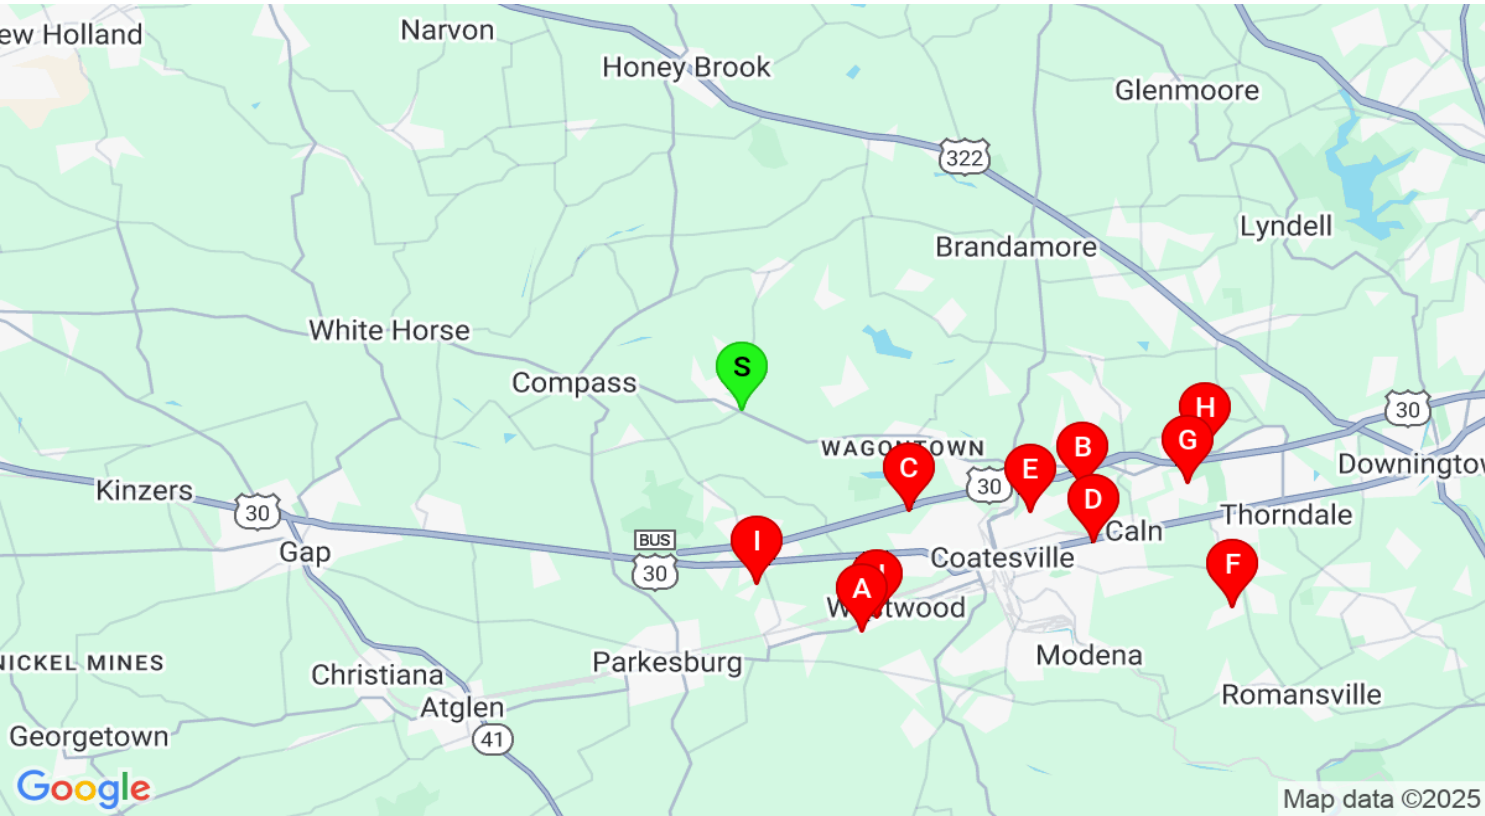 ew Holland
Narvon
Honey Brook
Glenmoore
322
Lyndell
Brandamore
White Horse
Compass
S
H
30
B
G
WAGONTOWN
C
E
30
Downingtow
Kinzers
30
D
Thorndale
Caln
BUS
30
I
Gap
Coatesville
F
A
Westwood
Parkesburg
Modena
NICKEL MINES
Christiana
Romansville
Atglen
Georgetown
41
Google
Map data ©2025